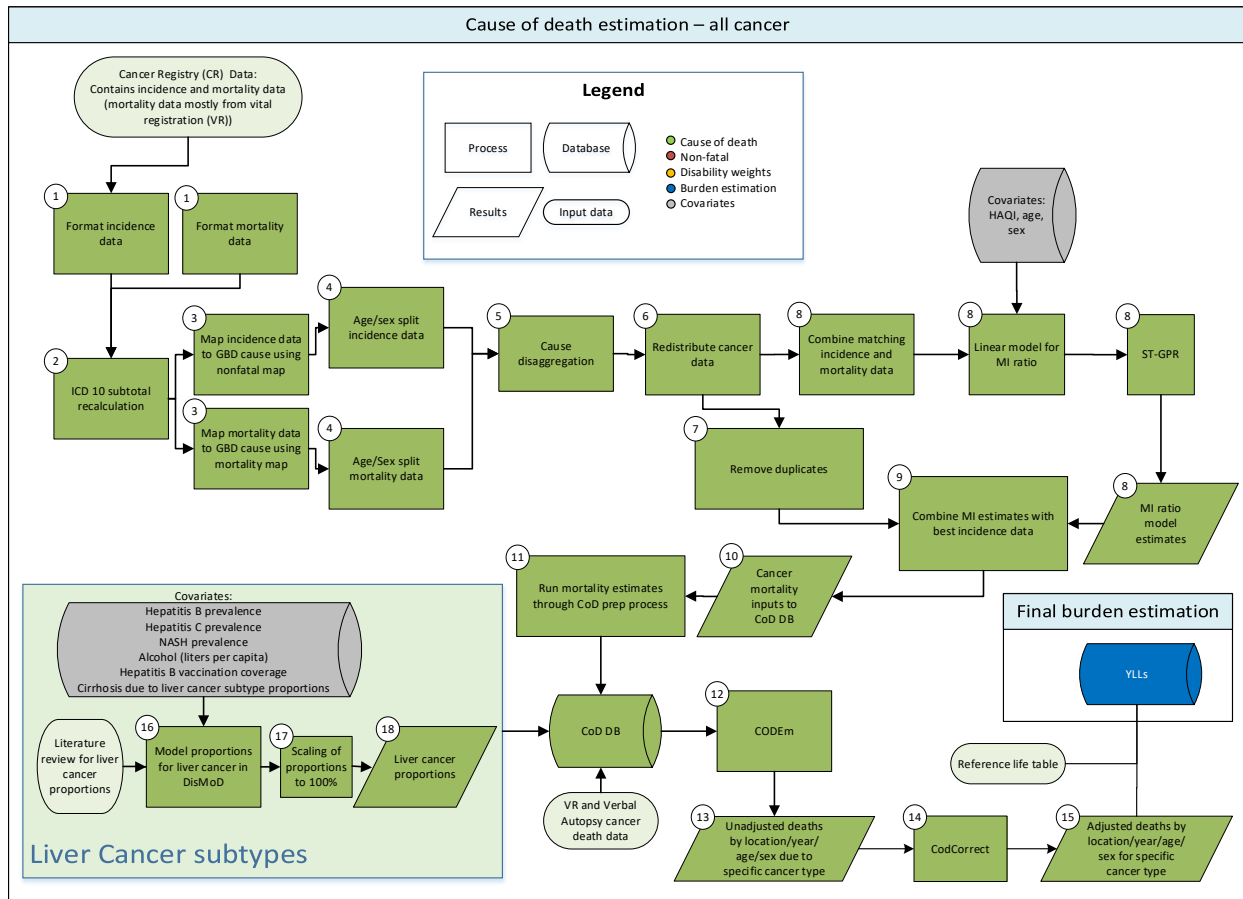 Cause of death estimation – all cancer
Cancer Registry (CR)  Data:
Contains incidence and mortality data
(mortality data mostly from vital
registration (VR))
Legend
Process
Database
Results
Input data
Cause of death
Non-fatal
Disability weights
Burden estimation
Covariates
Covariates:
HAQI, age,
sex
1
Format incidence
data
1
Format mortality
data
2
ICD 10 subtotal
recalculation
3
Map incidence data
to GBD cause using
nonfatal map
3
Map mortality data
to GBD cause using
mortality map
4
Age/sex split
incidence data
4
Age/Sex split
mortality data
5
Cause
disaggregation
6
Redistribute cancer
data
8
Combine matching
incidence and
mortality data
8
Linear model for
MI ratio
8
ST-GPR
7
Remove duplicates
9
Combine MI estimates with
best incidence data
8
MI ratio
model
estimates
10
Cancer
mortality
inputs to
CoD DB
11
Run mortality estimates
through CoD prep process
Covariates:
Hepatitis B prevalence
Hepatitis C prevalence
NASH prevalence
Alcohol (liters per capita)
Hepatitis B vaccination coverage
Cirrhosis due to liver cancer subtype proportions
Literature
review for liver
cancer
proportions
16
Model proportions
for liver cancer in
DisMoD
17
Scaling of
proportions
to 100%
18
Liver cancer
proportions
Liver Cancer subtypes
CoD DB
VR and Verbal
Autopsy cancer
death data
12
CODEm
13
Unadjusted deaths
by location/year/
age/sex due to
specific cancer type
14
CodCorrect
15
Adjusted deaths by
location/year/age/
sex for specific
cancer type
Reference life table
Final burden estimation
YLLs